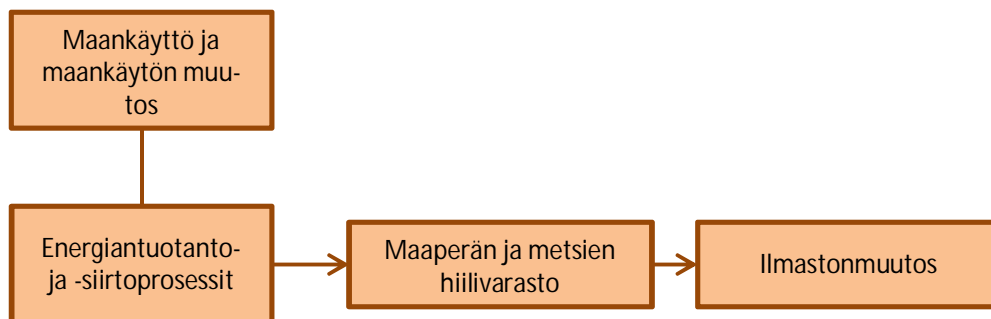 Maankäyttö ja
maankäytön muu-
tos
Energiantuotanto-
ja -siirtoprosessit
Maaperän ja metsien
hiilivarasto
Ilmastonmuutos